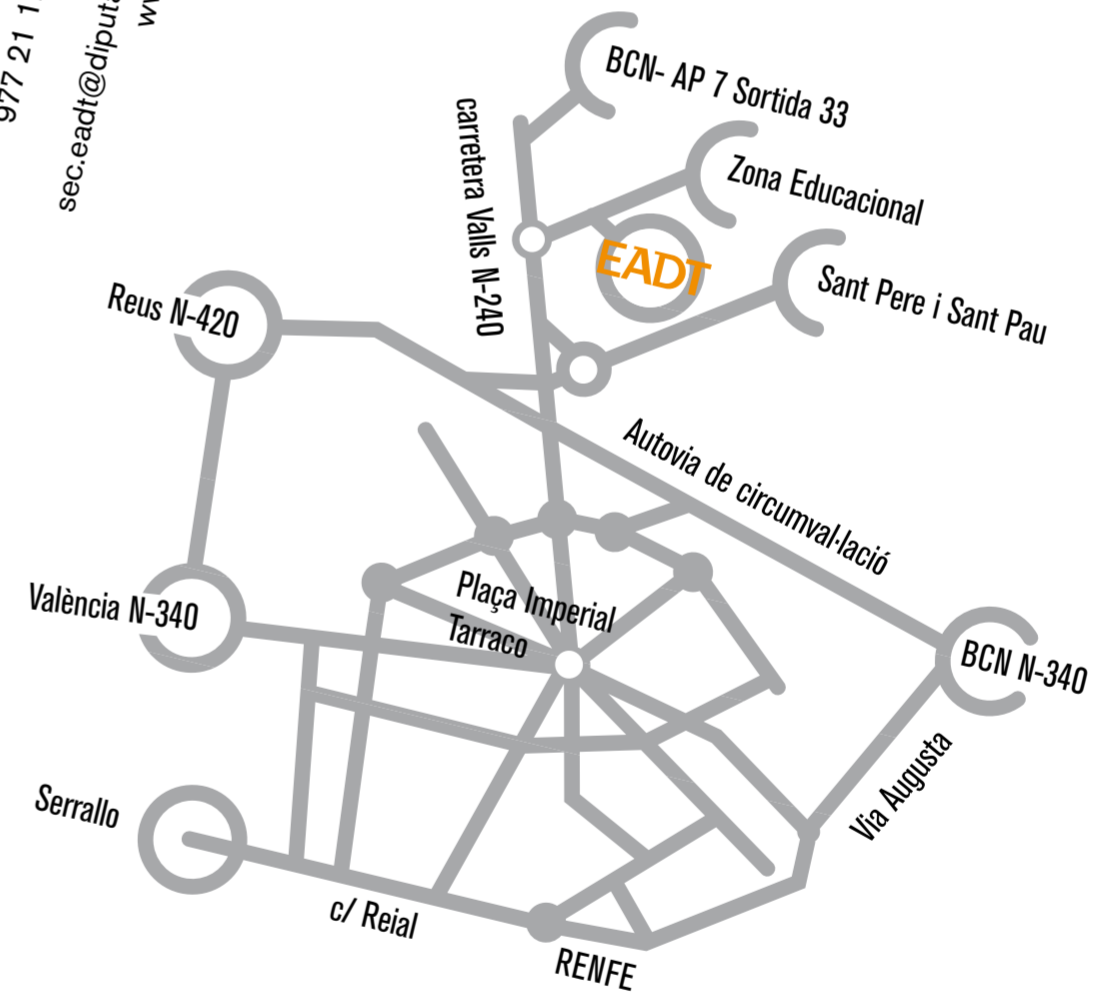 977 21 1
sec.eadt@diputa
BCN- AP 7 Sortida 33
carretera Valls N-240
Zona Educacional
EADT
Sant Pere i Sant Pau
Reus N-420
Autovia de circumval·lació
València N-340
Plaça Imperial
Tarraco
BCN N-340
Via Augusta
Serrallo
c/ Reial
RENFE